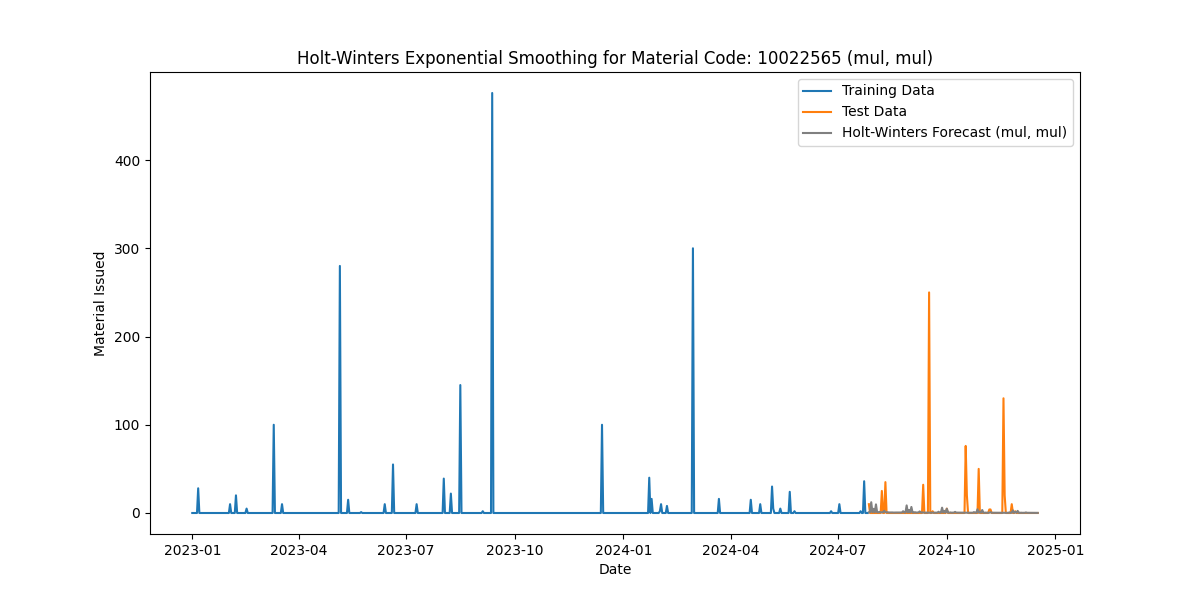 Holt-Winters Exponential Smoothing for Material Code: 10022565 (mul, mul)
Training Data
Test Data
Holt-Winters Forecast (mul, mul)
Material Issued
400
300
200
100
0
2023-01 2023-04 2023-07 2023-10 2024-01 2024-04 2024-07 2024-10 2025-01
Date